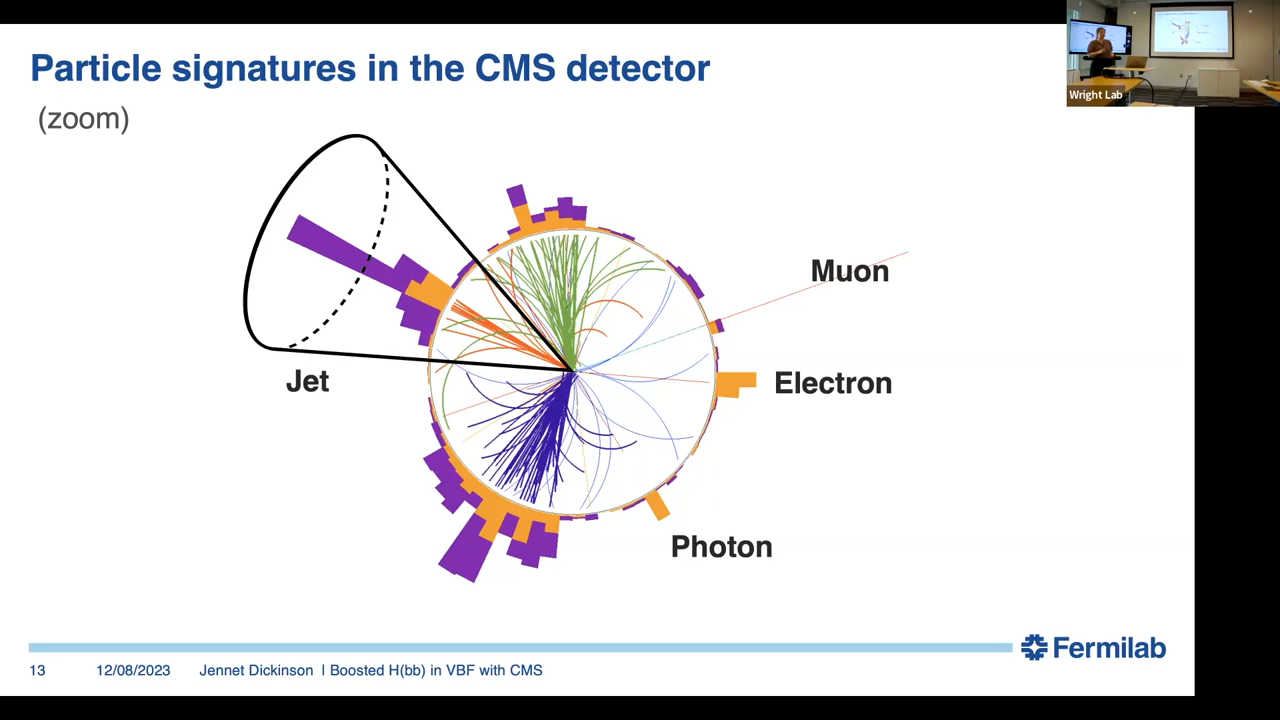 Particle signatures in the CMS detector
(zoom)
Wright Lab
Muon
Jet
Electron
Photon
Fermilab
13 12/08/2023 Jennet Dickinson | Boosted H(bb) in VBF with CMS